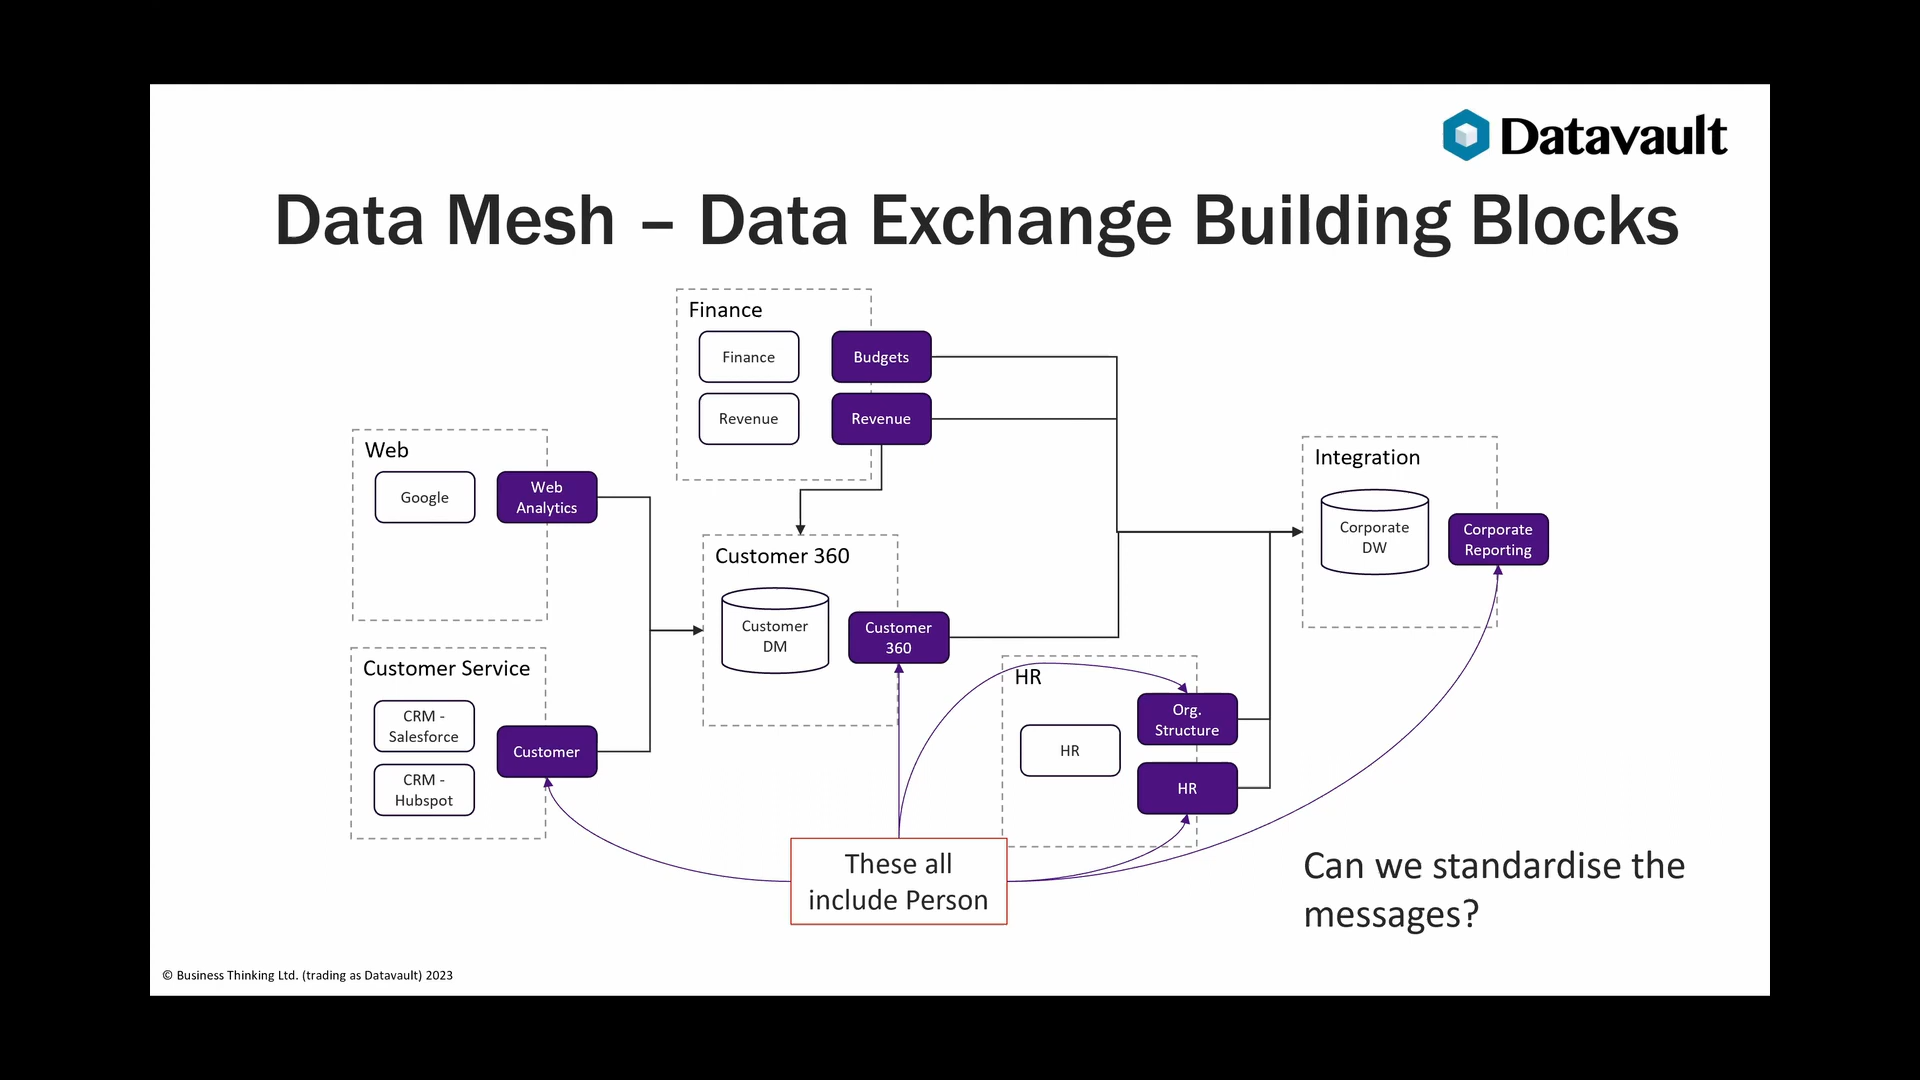 Datavault
Data Mesh – Data Exchange Building Blocks
Finance
Finance
Budgets
Revenue
Revenue
Web
Google
Web
Analytics
Integration
Corporate
DW
Corporate
Reporting
Customer 360
Customer
DM
Customer
360
Customer Service
CRM -
Salesforce
CRM -
Hubspot
Customer
HR
HR
Org.
Structure
HR
These all
include Person
Can we standardise the
messages?
© Business Thinking Ltd. (trading as Datavault) 2023